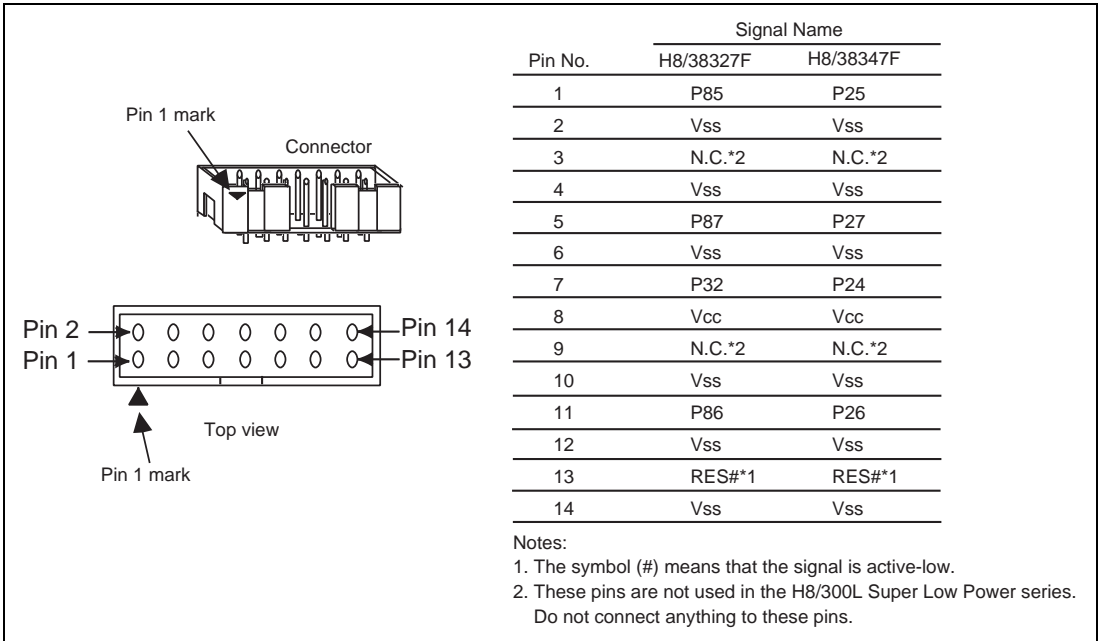 Pin 1 mark
Connector
Pin 2
Pin 14
Pin 1
Pin 13
Top view
Pin 1 mark
Signal Name
Pin No. H8/38327F H8/38347F
1 P85 P25
2 Vss Vss
3 N.C.*2 N.C.*2
4 Vss Vss
5 P87 P27
6 Vss Vss
7 P32 P24
8 Vcc Vcc
9 N.C.*2 N.C.*2
10 Vss Vss
11 P86 P26
12 Vss Vss
13 RES#*1 RES#*1
14 Vss Vss
Notes:
1. The symbol (#) means that the signal is active-low.
2. These pins are not used in the H8/300L Super Low Power series.
Do not connect anything to these pins.